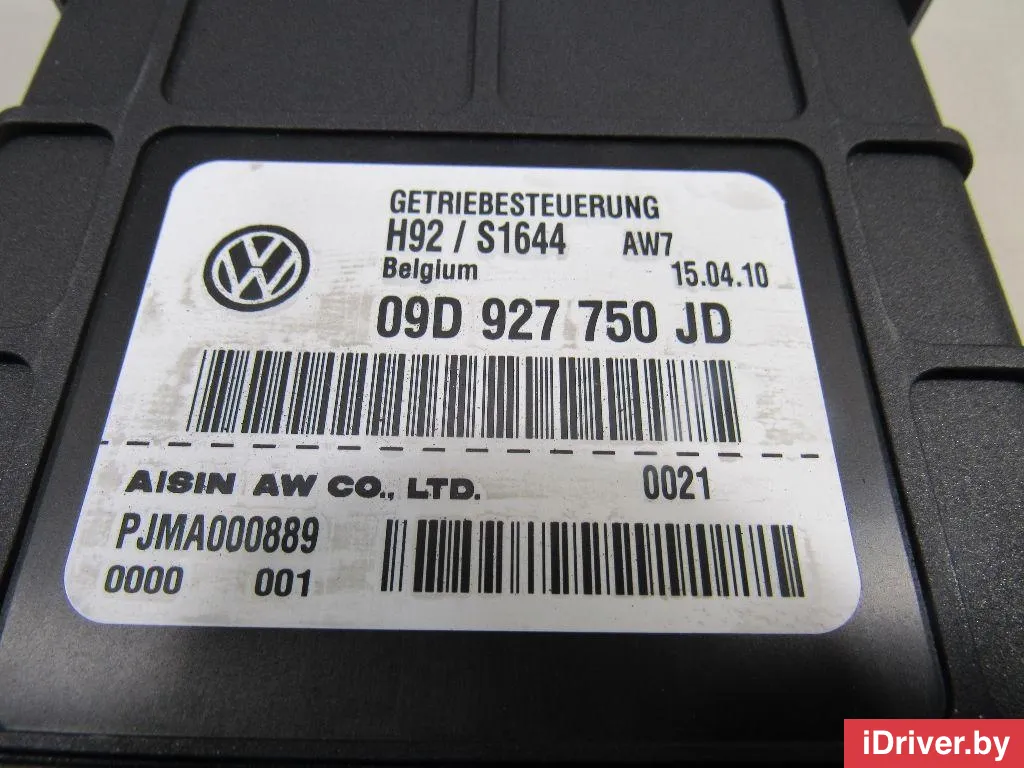 GETRIEBESTEUERUNG
H92 / S1644 AW7
Belgium 15.04.10
09D 927 750 JD
AISIN AW CO., LTD. 0021
PJMA000889
0000 001
iDriver.by